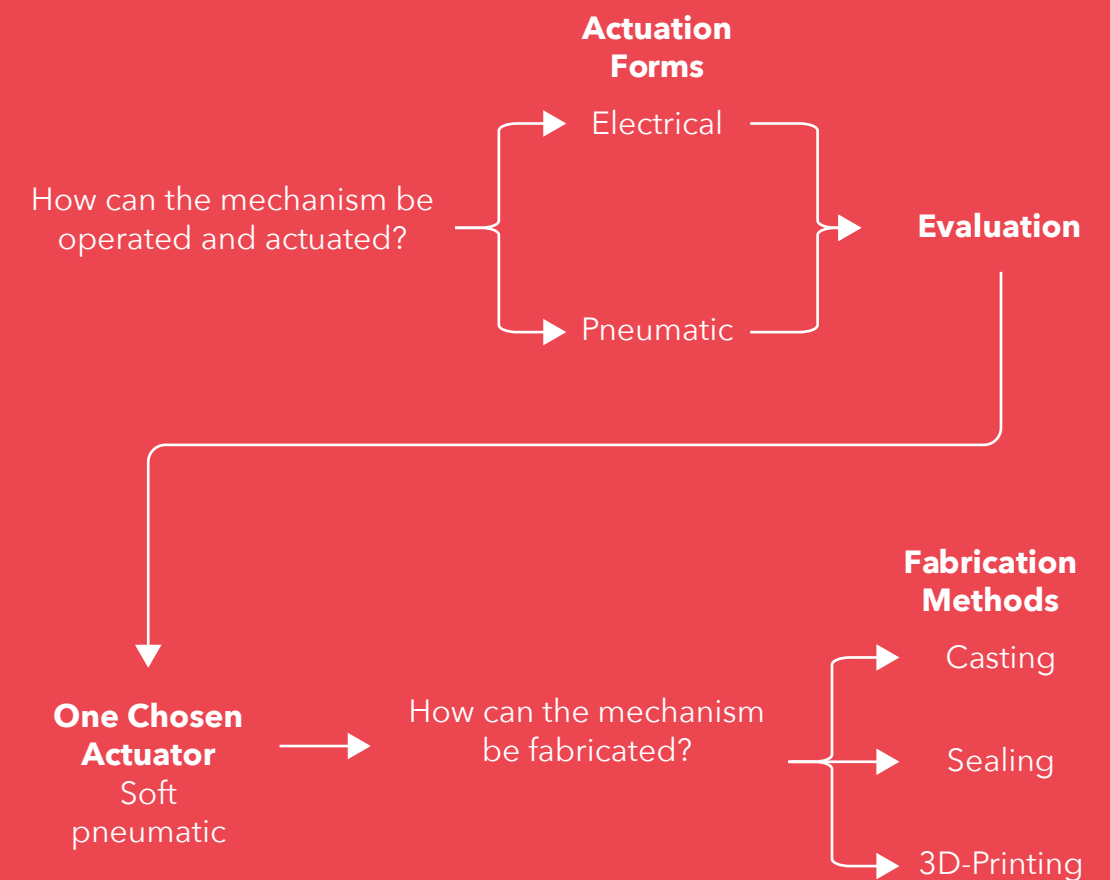 Actuation
Forms
Electrical
How can the mechanism be
operated and actuated?
Evaluation
Pneumatic
Fabrication
Methods
Casting
One Chosen
Actuator
Soft
pneumatic
How can the mechanism
be fabricated?
Sealing
3D-Printing